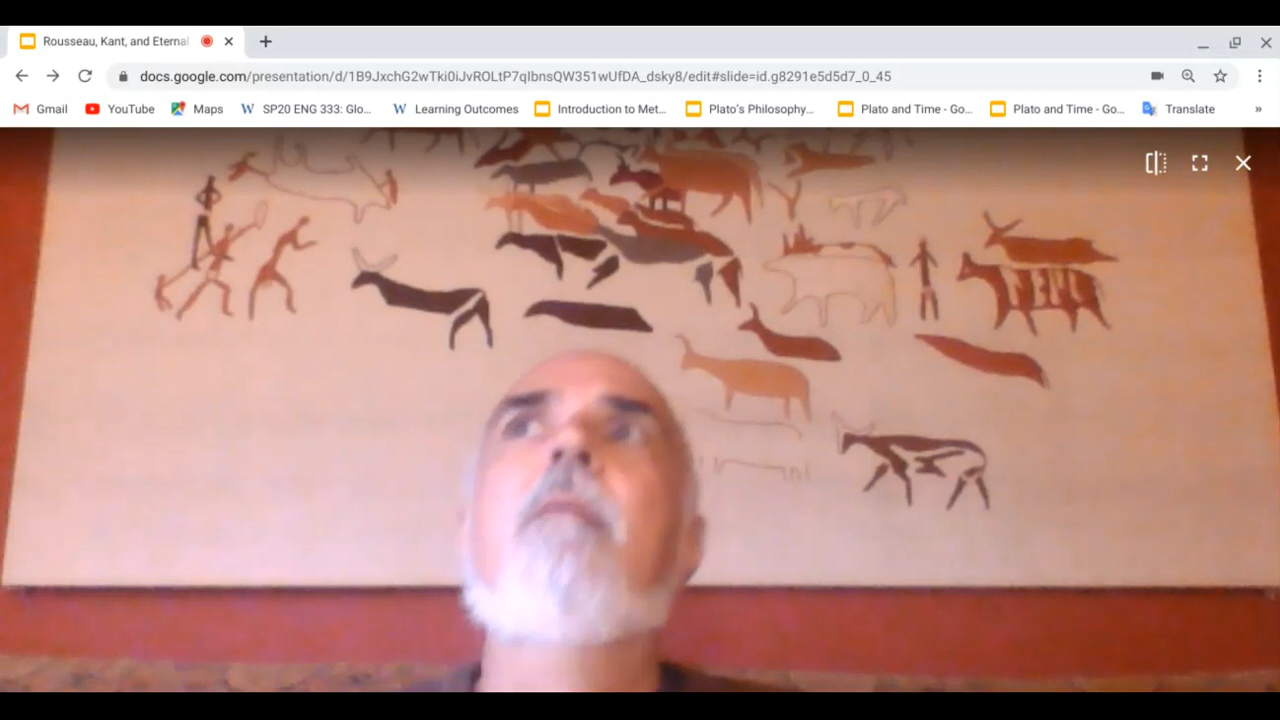 Rousseau, Kant, and Eternal
docs.google.com/presentation/d/1B9JxchG2wTki0iJvROLtP7qIbnsQW351wUfDA_dsky8/edit#slide=id.g8291e5d5d7_0_45
Gmail YouTube Maps SP20 ENG 333: Glo... Learning Outcomes Introduction to Met... Plato's Philosophy... Plato and Time - Go... Plato and Time - Go... Translate »